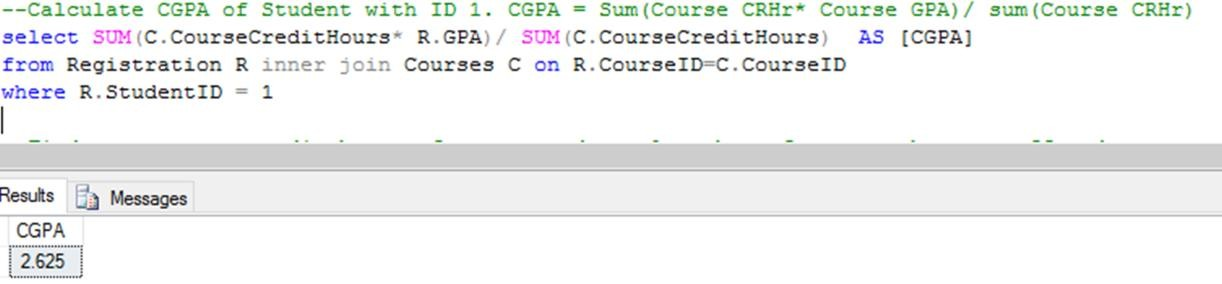 --Calculate CGPA of Student with ID 1. CGPA = Sum(Course CRHr* Course GPA)/ sum(Course CRHr)
select SUM(C.CourseCreditHours* R.GPA)/ SUM(C.CourseCreditHours)  AS [CGPA]
from Registration R inner join Courses C on R.CourseID=C.CourseID
where R.StudentID = 1
Results Messages
CGPA
2.625